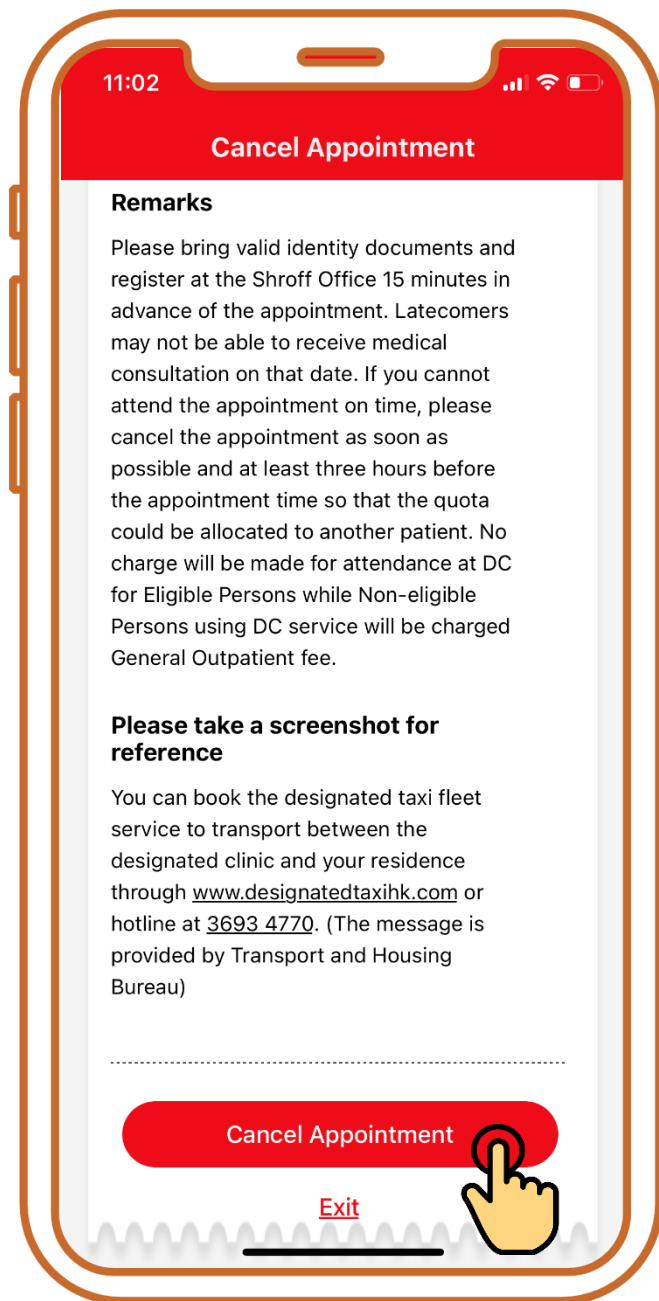 11:02
Cancel Appointment
Remarks
Please bring valid identity documents and
register at the Shroff Office 15 minutes in
advance of the appointment. Latecomers
may not be able to receive medical
consultation on that date. If you cannot
attend the appointment on time, please
cancel the appointment as soon as
possible and at least three hours before
the appointment time so that the quota
could be allocated to another patient. No
charge will be made for attendance at DC
for Eligible Persons while Non-eligible
Persons using DC service will be charged
General Outpatient fee.
Please take a screenshot for
reference
You can book the designated taxi fleet
service to transport between the
designated clinic and your residence
through www.designatedtaxihk.com or
hotline at 3693 4770. (The message is
provided by Transport and Housing
Bureau)
Cancel Appointment
Exit